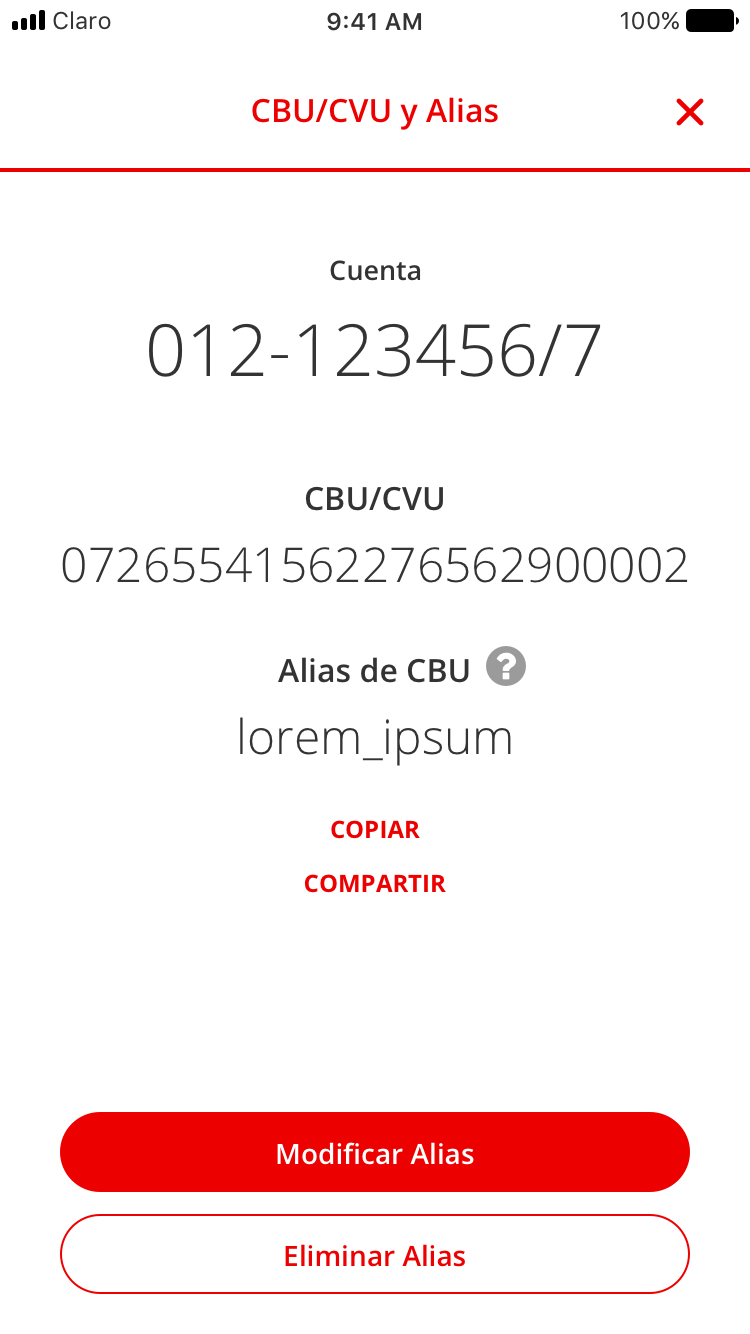 Claro 9:41 AM 100%
CBU/CVU y Alias
Cuenta
012-123456/7
CBU/CVU
07265541562276562900002
Alias de CBU ?
lorem_ipsum
COPIAR
COMPARTIR
Modificar Alias
Eliminar Alias